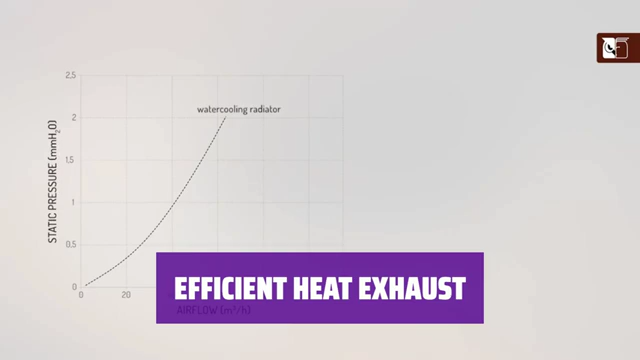 2,5
watercooling radiator
2
1,5
1
0,5
0
0
20
STATIC PRESSURE (mmH₂O)
AIRFLOW (m³/h)
EFFICIENT HEAT EXHAUST